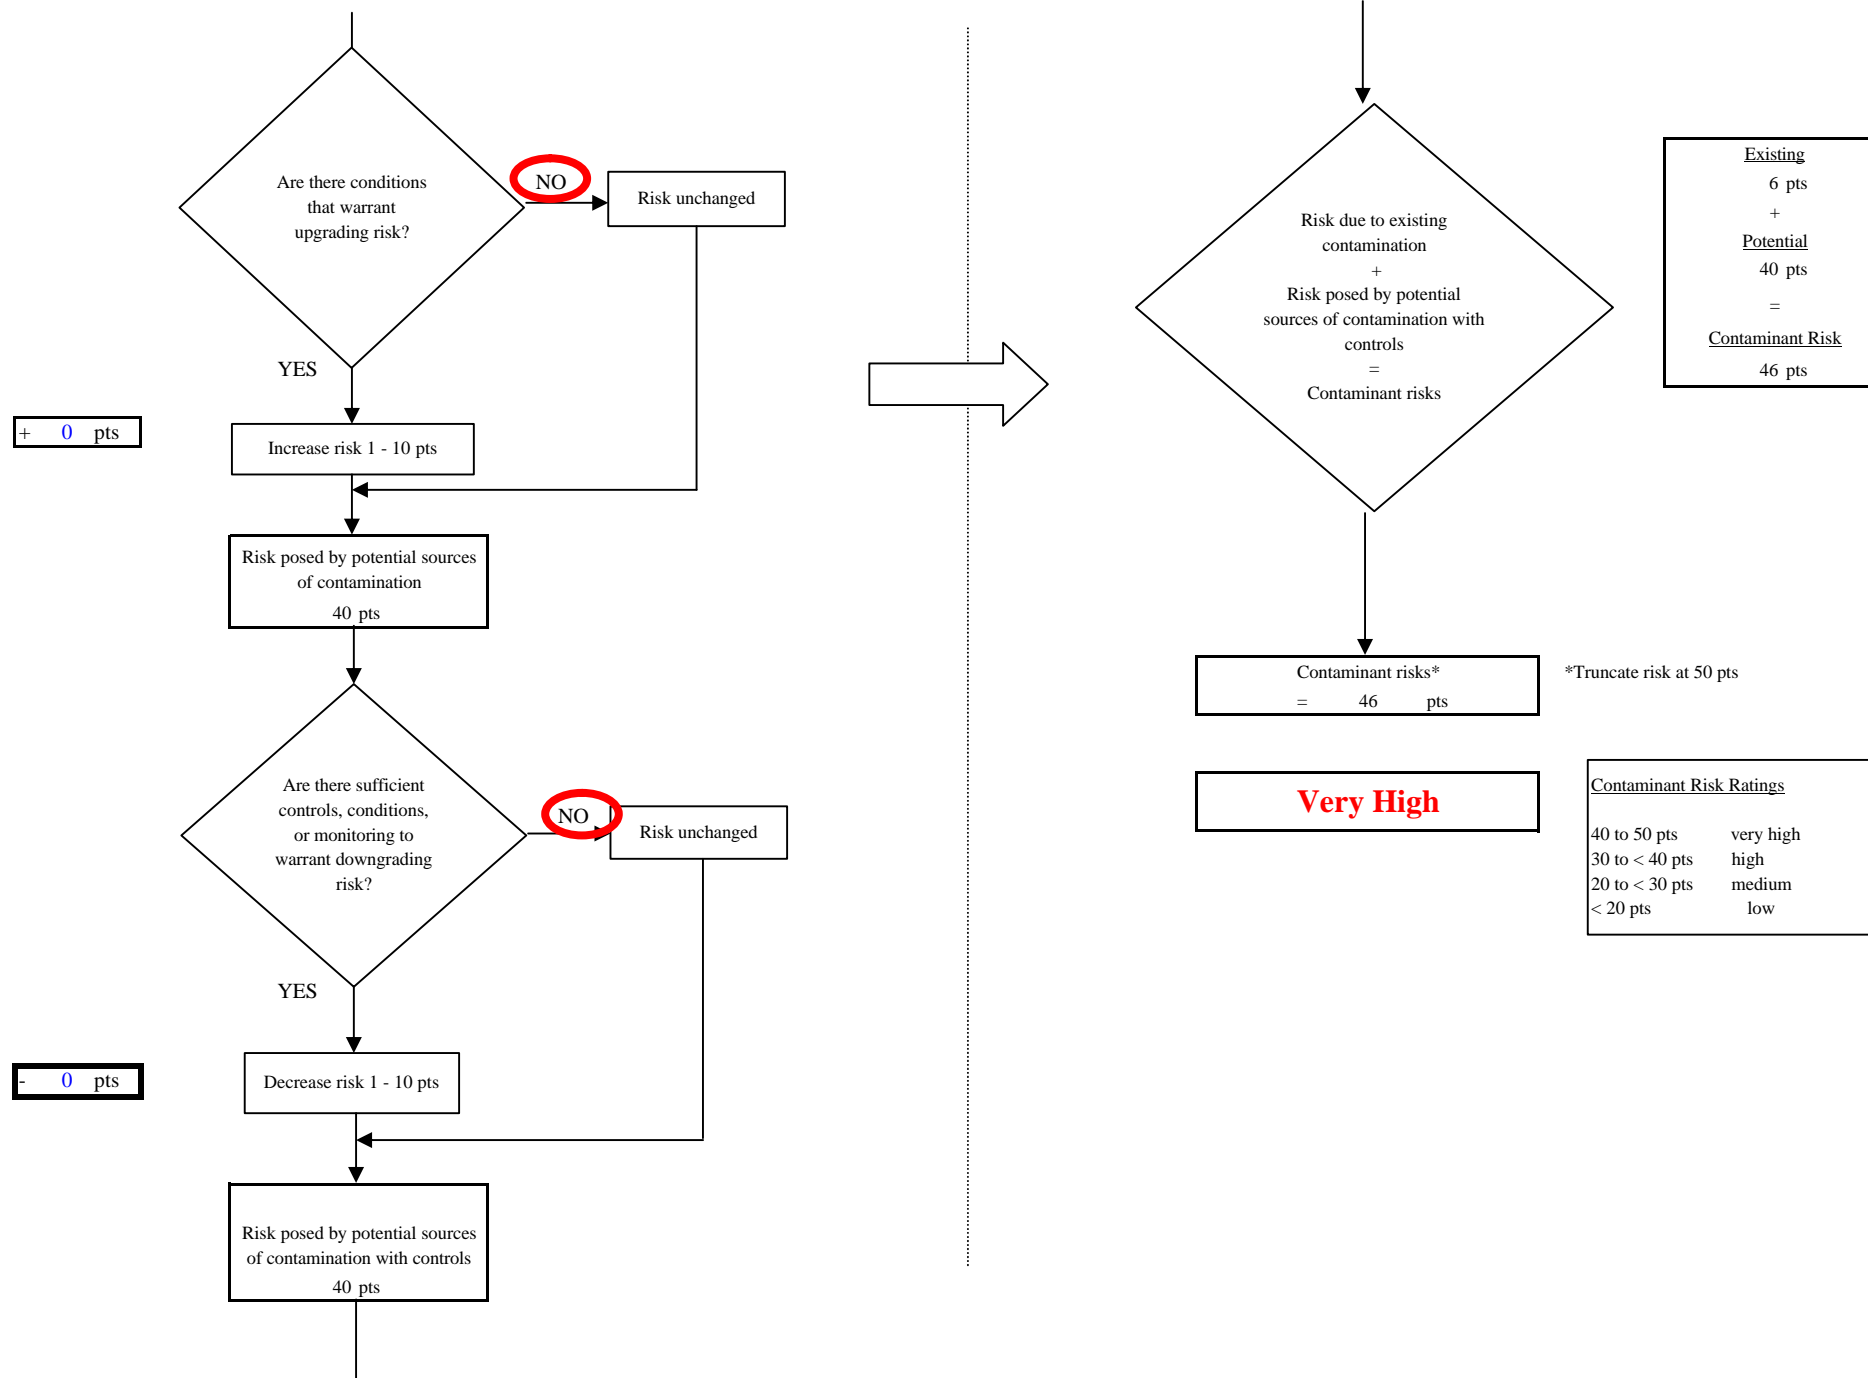 Are there conditions
that warrant
upgrading risk?
NO
Risk unchanged
YES
+ 0 pts
Increase risk 1 - 10 pts
Risk posed by potential sources
of contamination
40 pts
Are there sufficient
controls, conditions,
or monitoring to
warrant downgrading
risk?
NO
Risk unchanged
YES
- 0 pts
Decrease risk 1 - 10 pts
Risk posed by potential sources
of contamination with controls
40 pts
Risk due to existing
contamination
+
Risk posed by potential
sources of contamination with
controls
=
Contaminant risks
Existing
6 pts
+
Potential
40 pts
=
Contaminant Risk
46 pts
Contaminant risks*
= 46 pts
*Truncate risk at 50 pts
Very High
Contaminant Risk Ratings
40 to 50 pts very high
30 to < 40 pts high
20 to < 30 pts medium
< 20 pts low